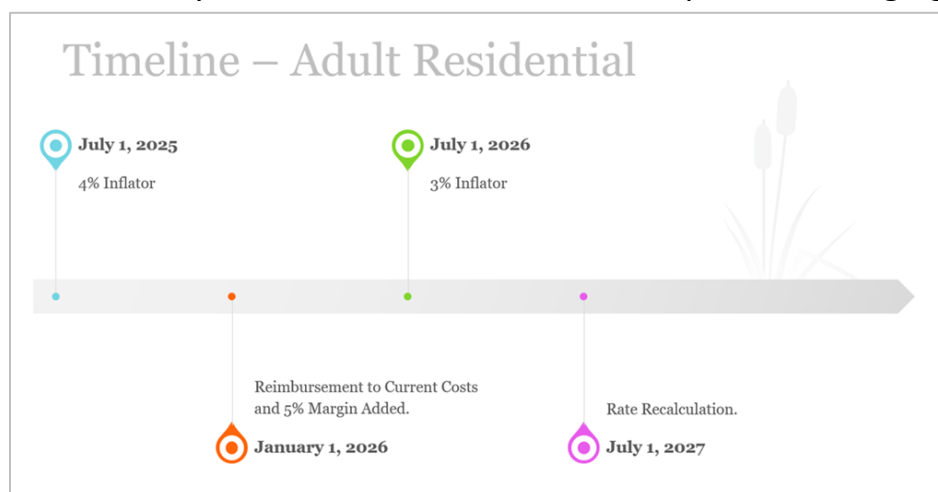 Timeline – Adult Residential
July 1, 2025
4% Inflator
July 1, 2026
3% Inflator
Reimbursement to Current Costs
and 5% Margin Added.
January 1, 2026
Rate Recalculation.
July 1, 2027